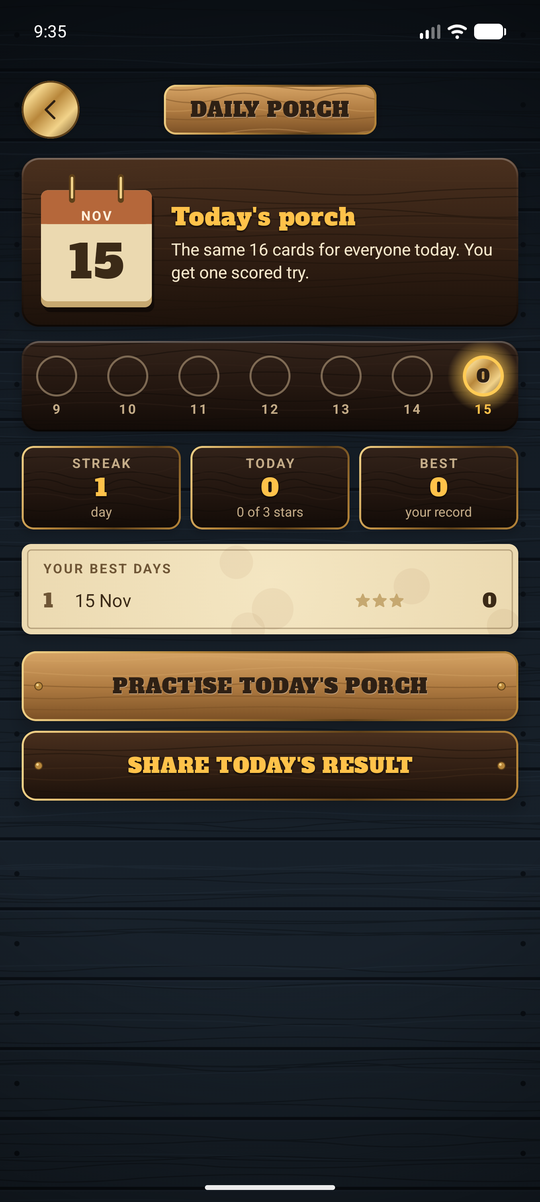 9:35
DAILY PORCH
NOV
15
Today's porch
The same 16 cards for everyone today. You
get one scored try.
0
9 10 11 12 13 14 15
STREAK TODAY BEST
1 0 0
day 0 of 3 stars your record
YOUR BEST DAYS
1 15 Nov 0
PRACTISE TODAY'S PORCH
SHARE TODAY'S RESULT